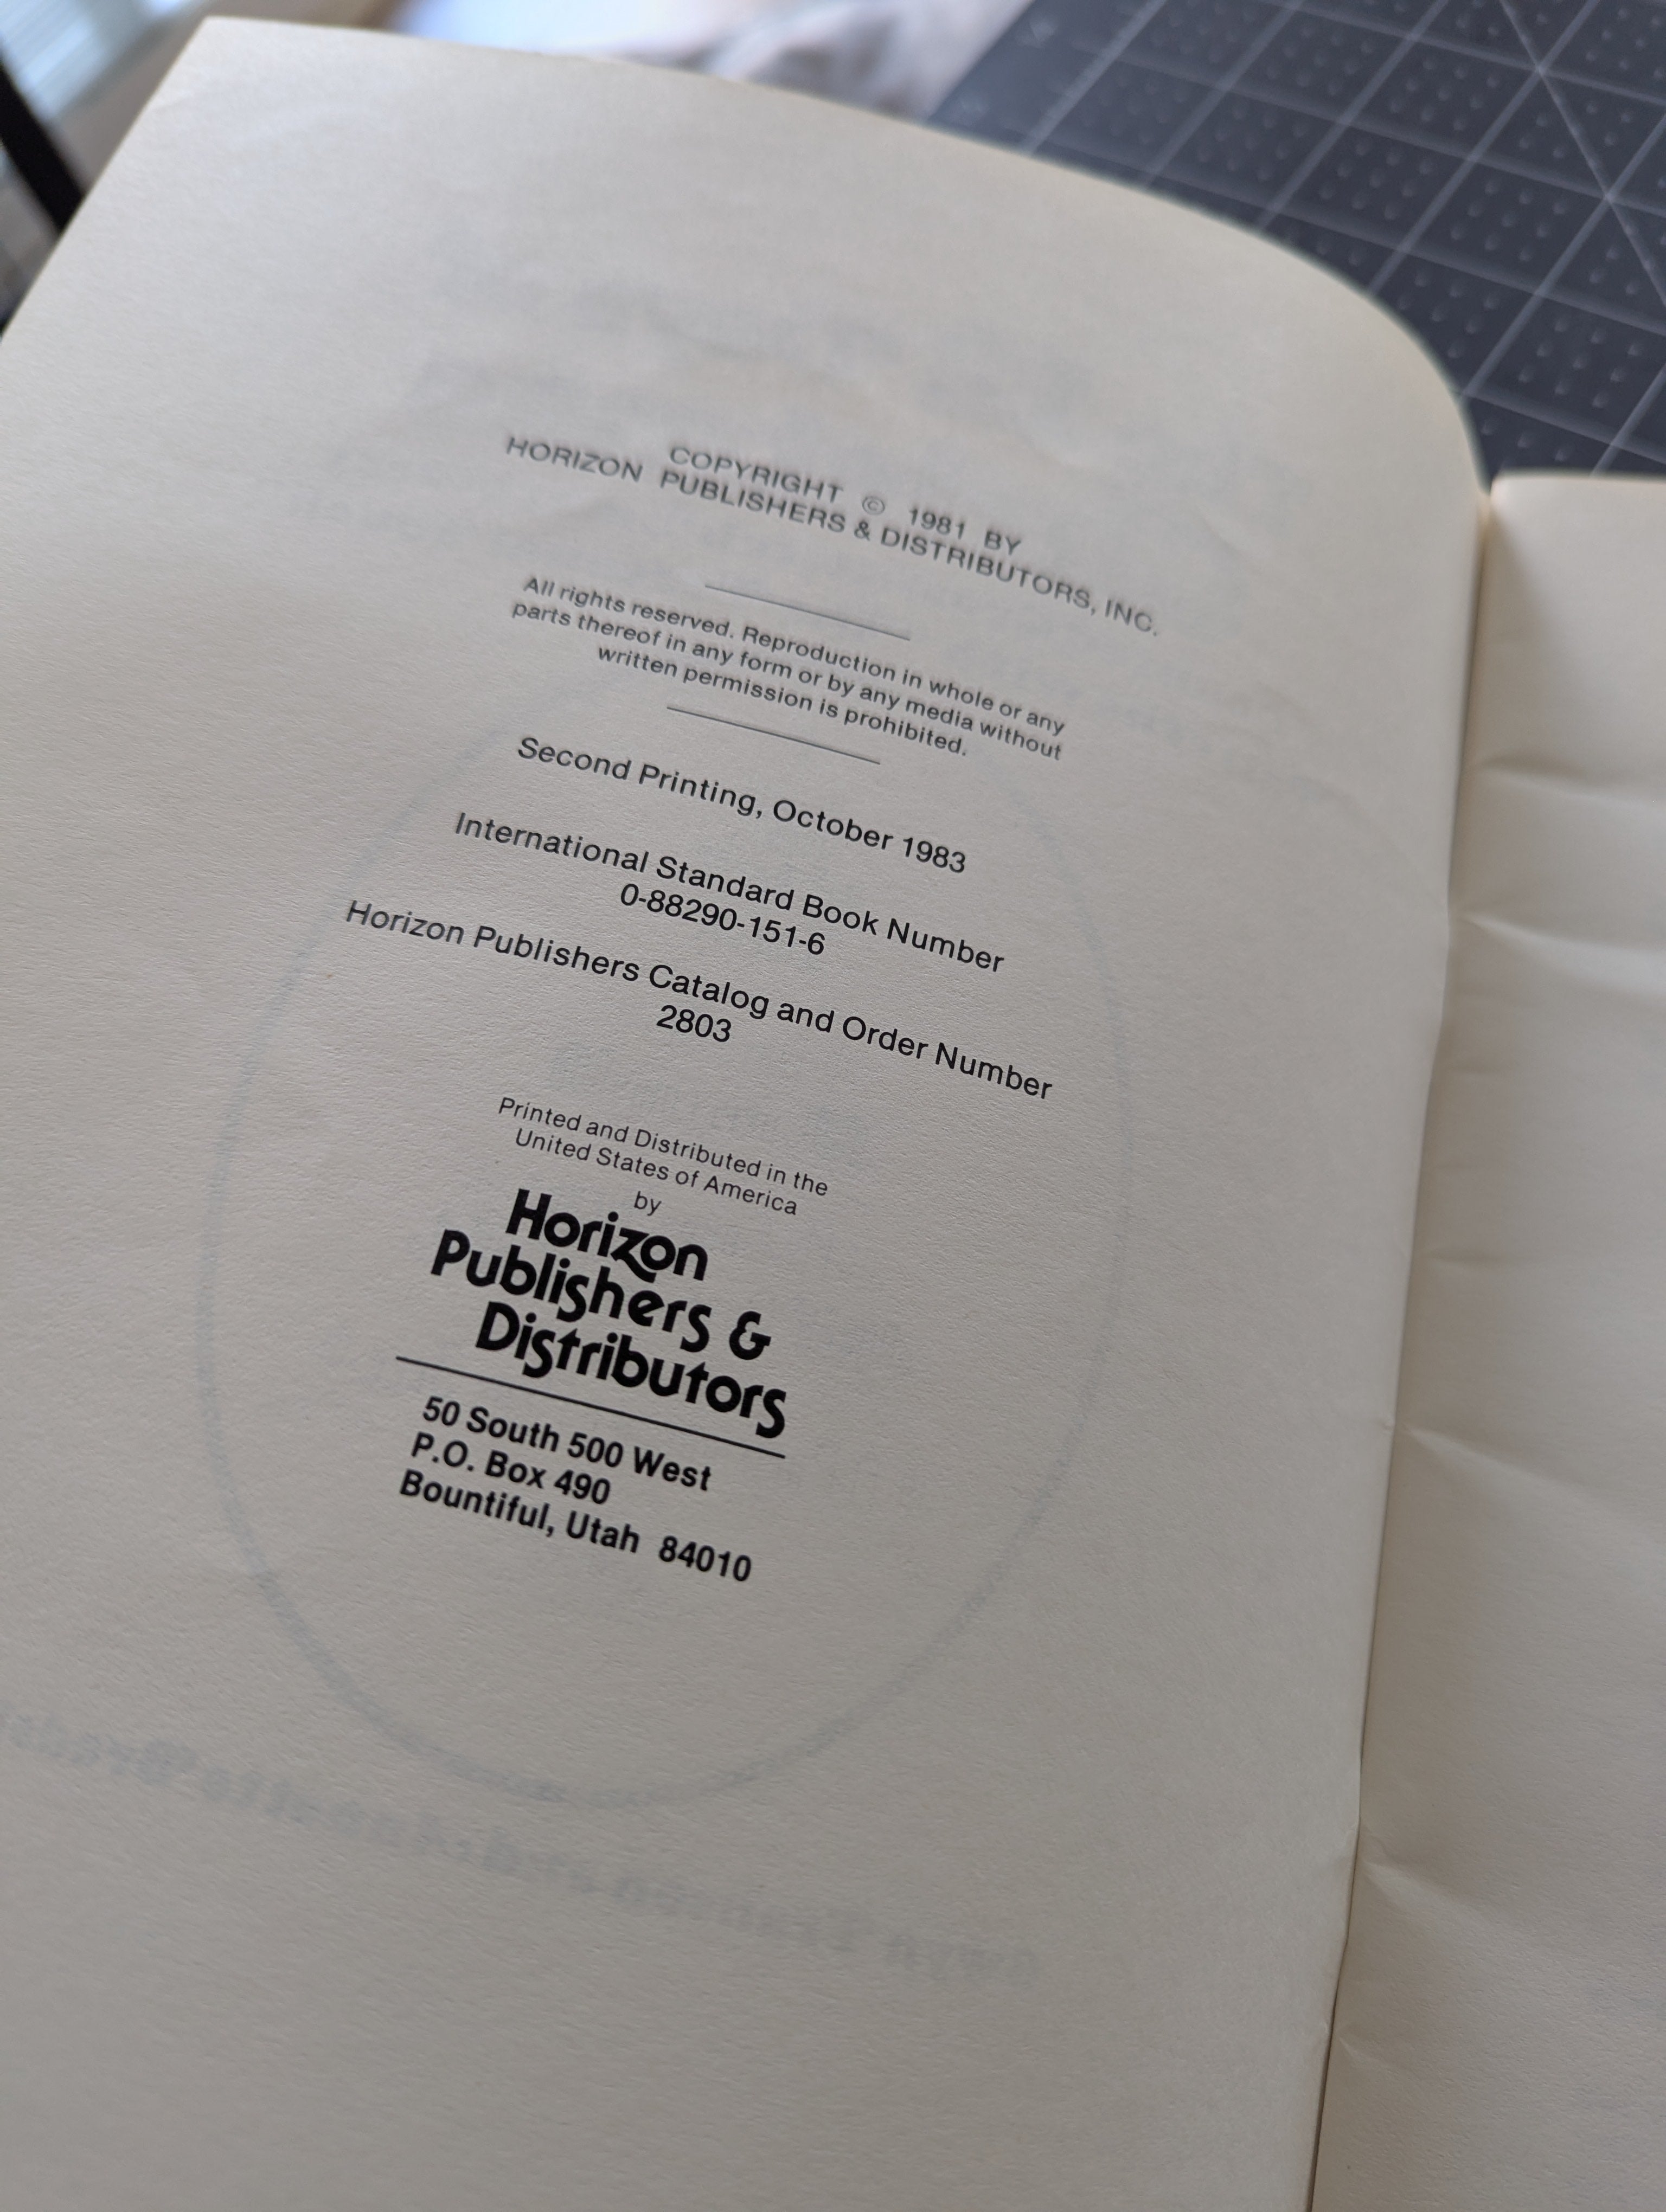 COPYRIGHT © 1981 BY
HORIZON PUBLISHERS & DISTRIBUTORS, INC.
All rights reserved. Reproduction in whole or any
parts thereof in any form or by any media without
written permission is prohibited.
Second Printing, October 1983
International Standard Book Number
0-88290-151-6
Horizon Publishers Catalog and Order Number
2803
Printed and Distributed in the
United States of America
by
Horizon
Publishers &
Distributors
50 South 500 West
P.O. Box 490
Bountiful, Utah 84010